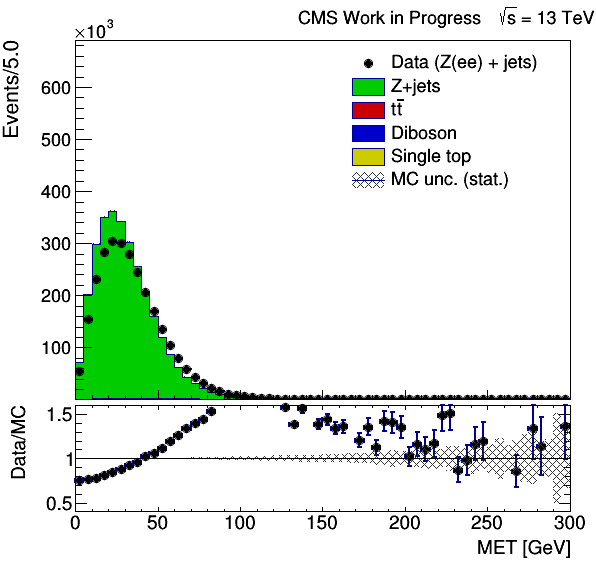 CMS Work in Progress √s = 13 TeV
×10³
Events/5.0
600
500
400
300
200
100
Data (Z(ee) + jets)
Z+jets
tt̅
Diboson
Single top
MC unc. (stat.)
Data/MC
1.5
1
0.5
0 50 100 150 200 250 300
MET [GeV]